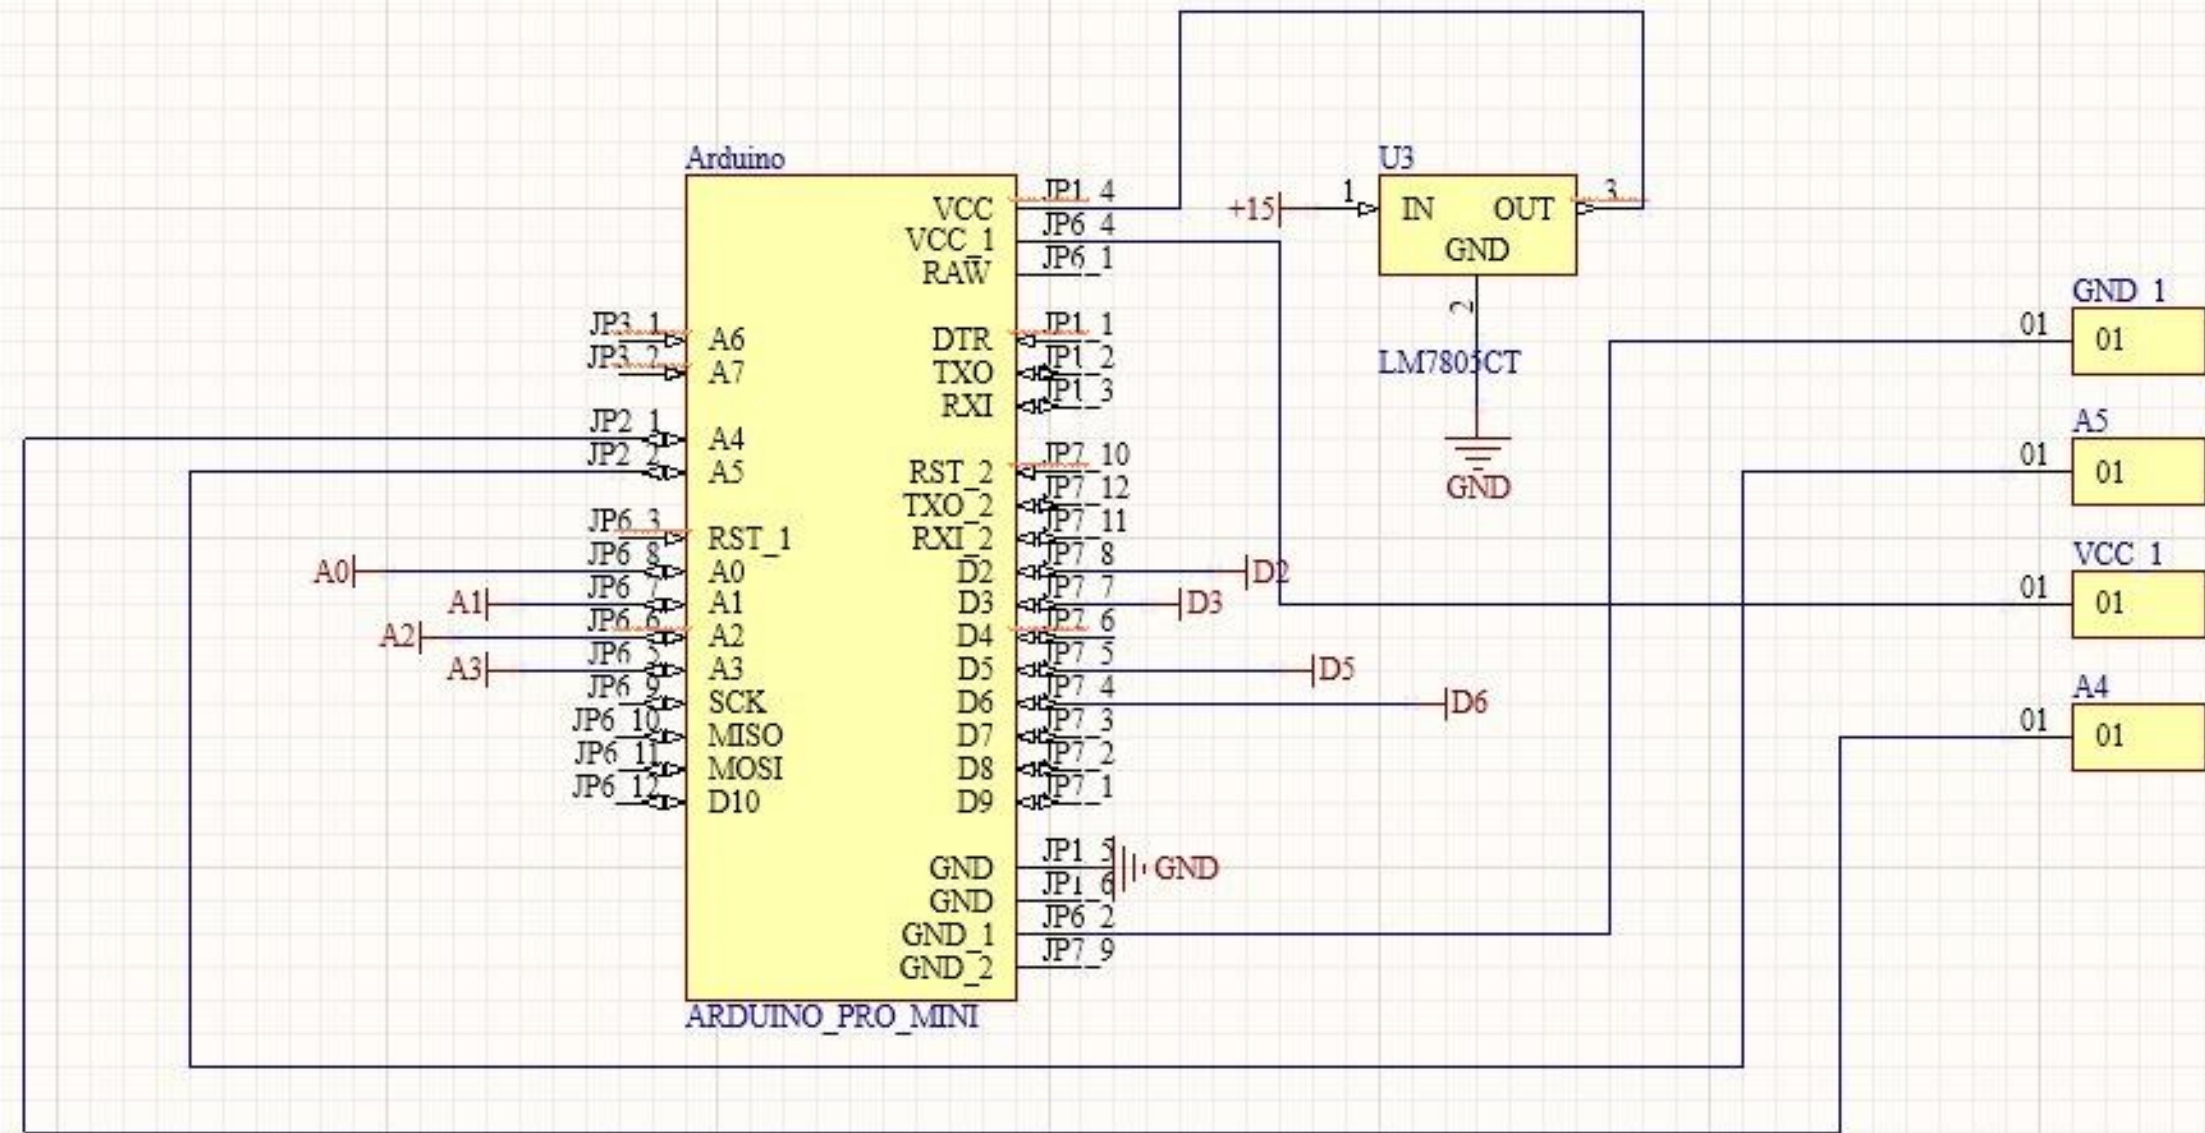 Arduino
VCC
JP1_4
VCC_1
JP6_4
RAW
JP6_1
JP3_1
A6
DTR
JP1_1
JP3_2
A7
TXO
JP1_2
RXI
JP1_3
JP2_1
A4
JP2_2
A5
RST_2
JP7_10
TXO_2
JP7_12
JP6_3
RST_1
RXI_2
JP7_11
A0
JP6_8
A0
D2
JP7_8
D2
A1
JP6_7
A1
D3
JP7_7
D3
A2
JP6_6
A2
D4
JP7_6
A3
JP6_5
A3
D5
JP7_5
D5
JP6_9
SCK
D6
JP7_4
D6
JP6_10
MISO
D7
JP7_3
JP6_11
MOSI
D8
JP7_2
JP6_12
D10
D9
JP7_1
GND
JP1_5
GND
GND
JP1_6
GND_1
JP6_2
GND_2
JP7_9
ARDUINO_PRO_MINI
U3
+15
1
IN
OUT
3
GND
2
LM7805CT
GND
GND_1
01
01
A5
01
01
VCC_1
01
01
A4
01
01